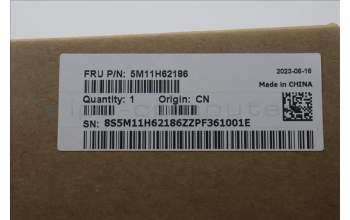 FRU P/N: 5M11H62186
2023-06-16
Made in CHINA
Quantity: 1 Origin: CN
SN: 8S5M11H62186ZZPF361001E